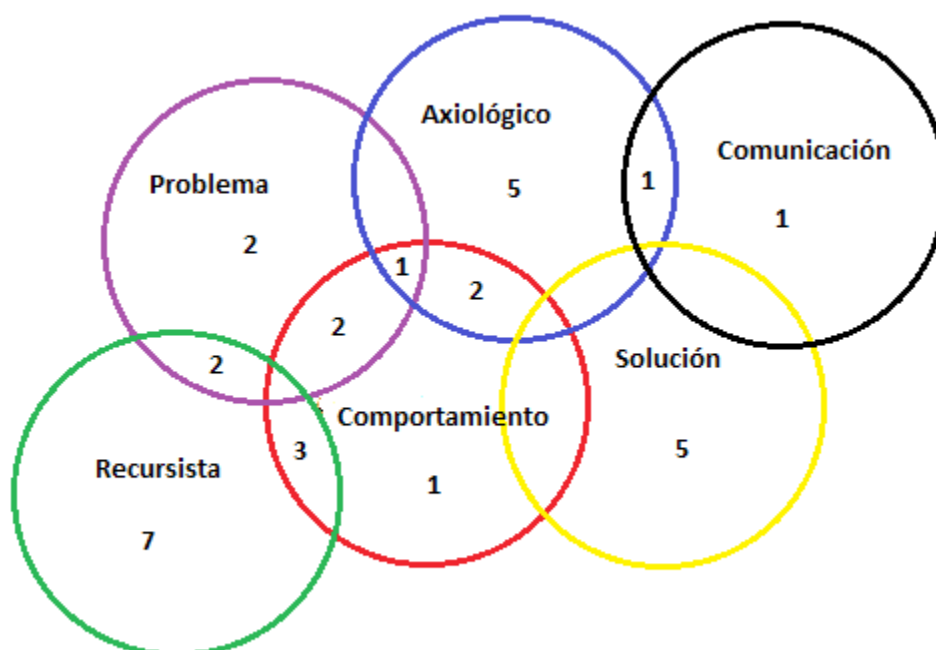 Axiológico
5
Comunicación
1
1
Problema
2
1
2
2
2
Solución
5
Comportamiento
1
3
Recursista
7